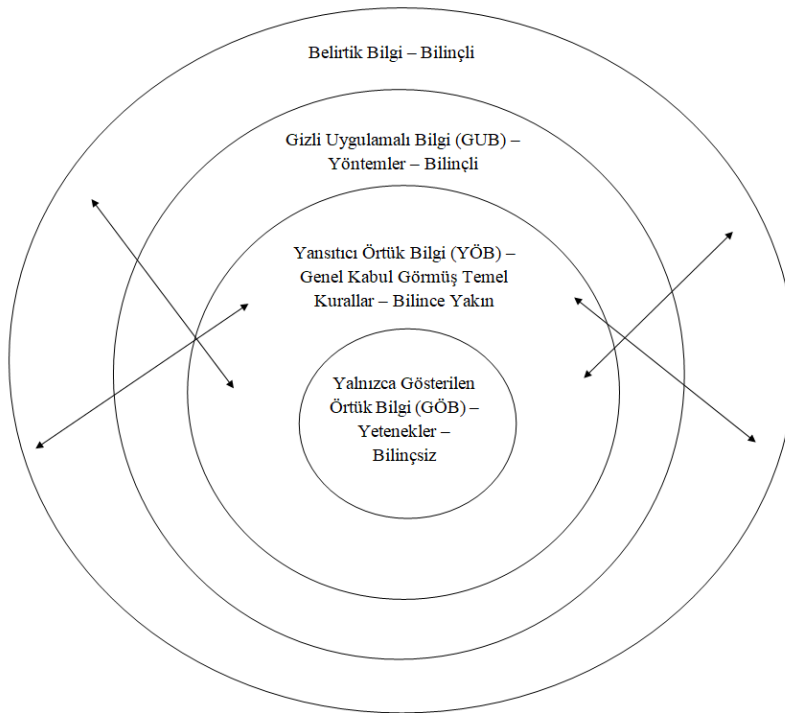 Belirtik Bilgi – Bilinçli
Gizli Uygulamalı Bilgi (GUB) –
Yöntemler – Bilinçli
Yansıtıcı Örtük Bilgi (YÖB) –
Genel Kabul Görmüş Temel
Kurallar – Bilince Yakın
Yalnızca Gösterilen
Örtük Bilgi (GÖB) –
Yetenekler –
Bilinçsiz